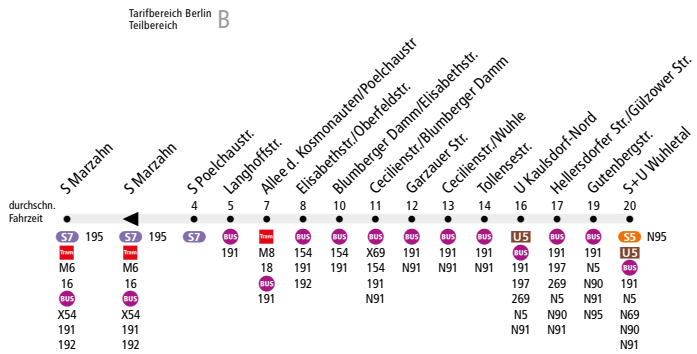 Tarifbereich Berlin
Teilbereich
B
S Marzahn
S Marzahn
S Poelchaustr.
Langhoffstr.
Allee d. Kosmonauten/Poelchaustr
Elisabethstr./Oberfeldstr.
Blumberger Damm/Elisabethstr.
Cecilienstr./Blumberger Damm
Garzauer Str.
Cecilienstr./Wuhle
Tollensestr.
U Kaulsdorf-Nord
Hellersdorfer Str./Gülzower Str.
Gutenbergstr.
S+U Wuhletal
durchschn. 4 5 7 8 10 11 12 13 14 16 17 19 20
Fahrzeit
S7 195
Tram
M6
16
BUS
X54
191
192
S7 195
Tram
M6
16
BUS
X54
191
192
S7
BUS
191
Tram
M8
18
BUS
191
BUS
154
191
192
BUS
154
191
BUS
X69
154
191
N91
BUS
191
N91
BUS
191
N91
BUS
191
N91
U5
BUS
191
197
269
N5
N91
BUS
191
197
269
N5
N90
N91
BUS
191
N5
N90
N91
N95
S5 N95
U5
BUS
191
N5
N69
N90
N91